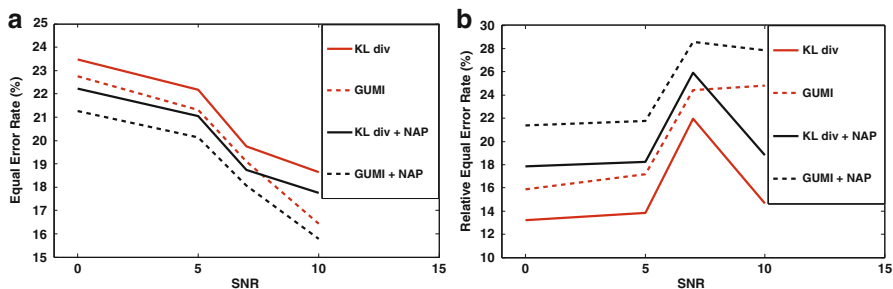 a
Equal Error Rate (%)
25
24
23
22
21
20
19
18
17
16
15
0
5
10
15
SNR
KL div
GUMI
KL div + NAP
GUMI + NAP
b
Relative Equal Error Rate (%)
30
28
26
24
22
20
18
16
14
12
10
0
5
10
15
SNR
KL div
GUMI
KL div + NAP
GUMI + NAP